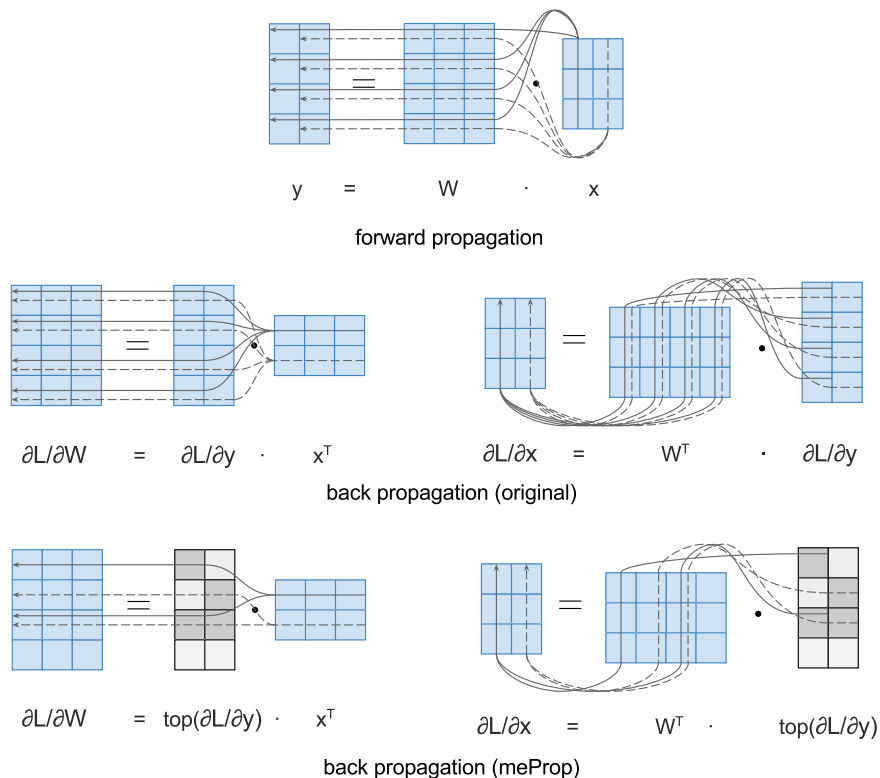 y = W · x
forward propagation
∂L/∂W = ∂L/∂y · xᵀ
∂L/∂x = Wᵀ · ∂L/∂y
back propagation (original)
∂L/∂W = top(∂L/∂y) · xᵀ
∂L/∂x = Wᵀ · top(∂L/∂y)
back propagation (meProp)